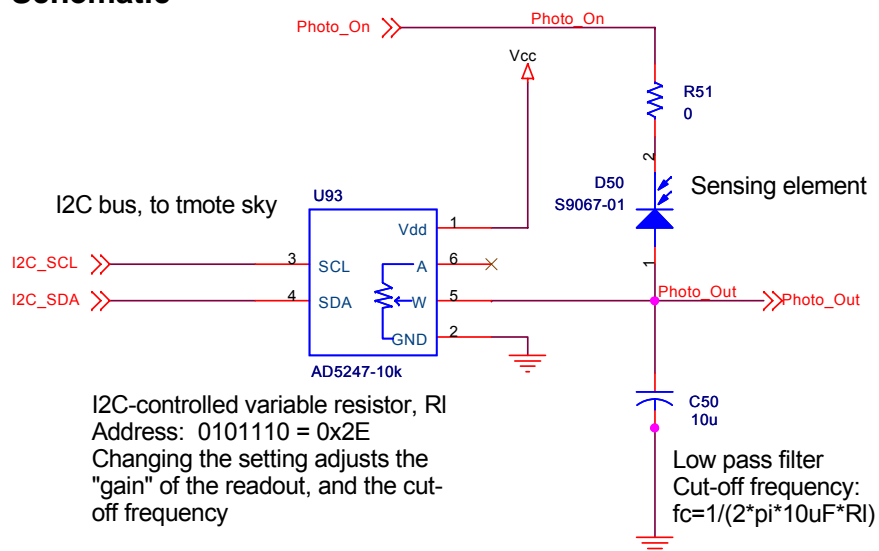 Schematic
Photo_On
Photo_On
Vcc
R51
0
2
D50
S9067-01
Sensing element
I2C bus, to tmote sky
U93
Vdd
1
I2C_SCL
3
SCL
A
6
I2C_SDA
4
SDA
W
5
Photo_Out
Photo_Out
1
GND
2
AD5247-10k
C50
10u
I2C-controlled variable resistor, Rl
Address: 0101110 = 0x2E
Changing the setting adjusts the
"gain" of the readout, and the cut-
off frequency
Low pass filter
Cut-off frequency:
fc=1/(2*pi*10uF*Rl)